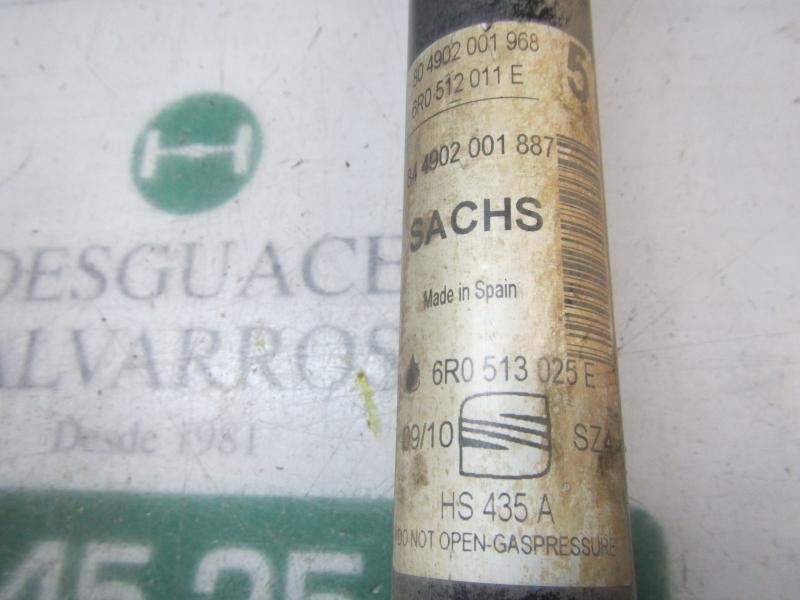 80 4902 001 968
6R0 512 011 E
5
4902 001 887
SACHS
Made in Spain
6R0 513 025 E
09/10
HS 435 A
DO NOT OPEN-GASPRESSURE
DESGUACE
ALVARROS
Desde 1981